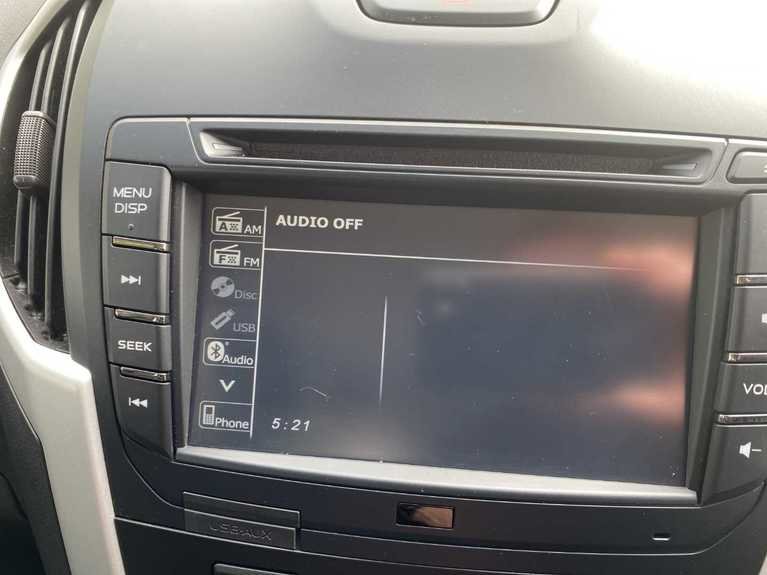 MENU
DISP
SEEK
A AM
F FM
Disc
USB
Audio
Phone
AUDIO OFF
5:21
VOL
USB•AUX